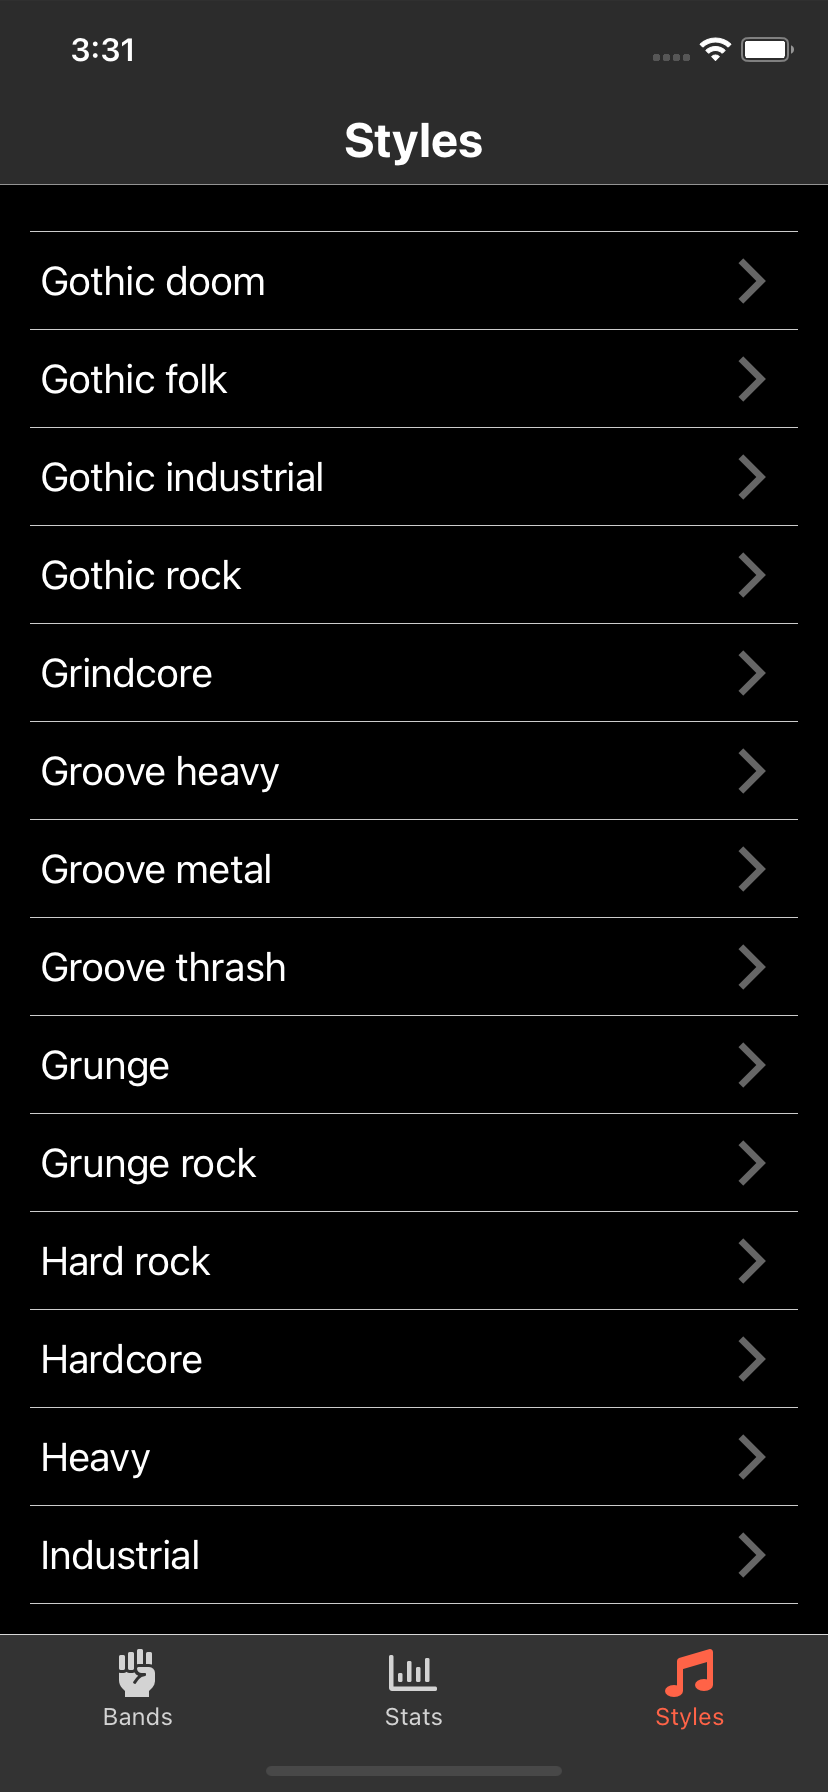 3:31
Styles
Gothic doom
Gothic folk
Gothic industrial
Gothic rock
Grindcore
Groove heavy
Groove metal
Groove thrash
Grunge
Grunge rock
Hard rock
Hardcore
Heavy
Industrial
Bands
Stats
Styles